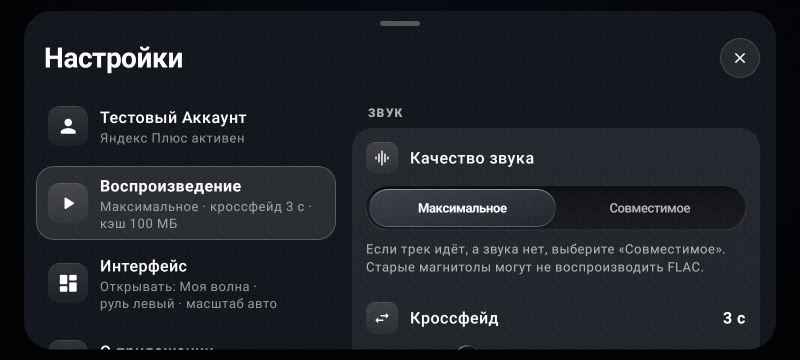 Настройки
Тестовый Аккаунт
Яндекс Плюс активен
Воспроизведение
Максимальное · кроссфейд 3 с ·
кэш 100 МБ
Интерфейс
Открывать: Моя волна ·
руль левый · масштаб авто
ЗВУК
Качество звука
Максимальное
Совместимое
Если трек идёт, а звука нет, выберите «Совместимое».
Старые магнитолы могут не воспроизводить FLAC.
Кроссфейд
3 с